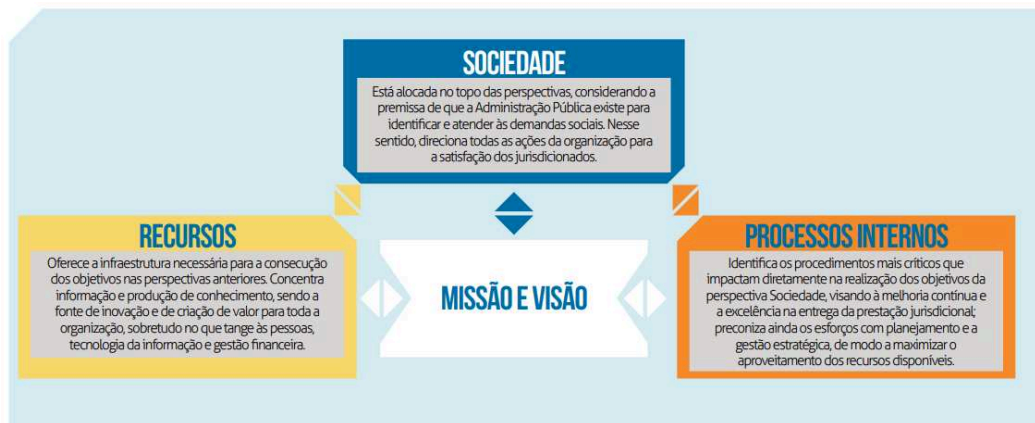 SOCIEDADE
Está alocada no topo das perspectivas, considerando a
premissa de que a Administração Pública existe para
identificar e atender às demandas sociais. Nesse
sentido, direciona todas as ações da organização para
a satisfação dos jurisdicionados.
RECURSOS
Oferece a infraestrutura necessária para a consecução
dos objetivos nas perspectivas anteriores. Concentra
informação e produção de conhecimento, sendo a
fonte de inovação e de criação de valor para toda a
organização, sobretudo no que tange às pessoas,
tecnologia da informação e gestão financeira.
MISSÃO E VISÃO
PROCESSOS INTERNOS
Identifica os procedimentos mais críticos que
impactam diretamente na realização dos objetivos da
perspectiva Sociedade, visando à melhoria contínua e
a excelência na entrega da prestação jurisdicional;
preconiza ainda os esforços com planejamento e a
gestão estratégica, de modo a maximizar o
aproveitamento dos recursos disponíveis.